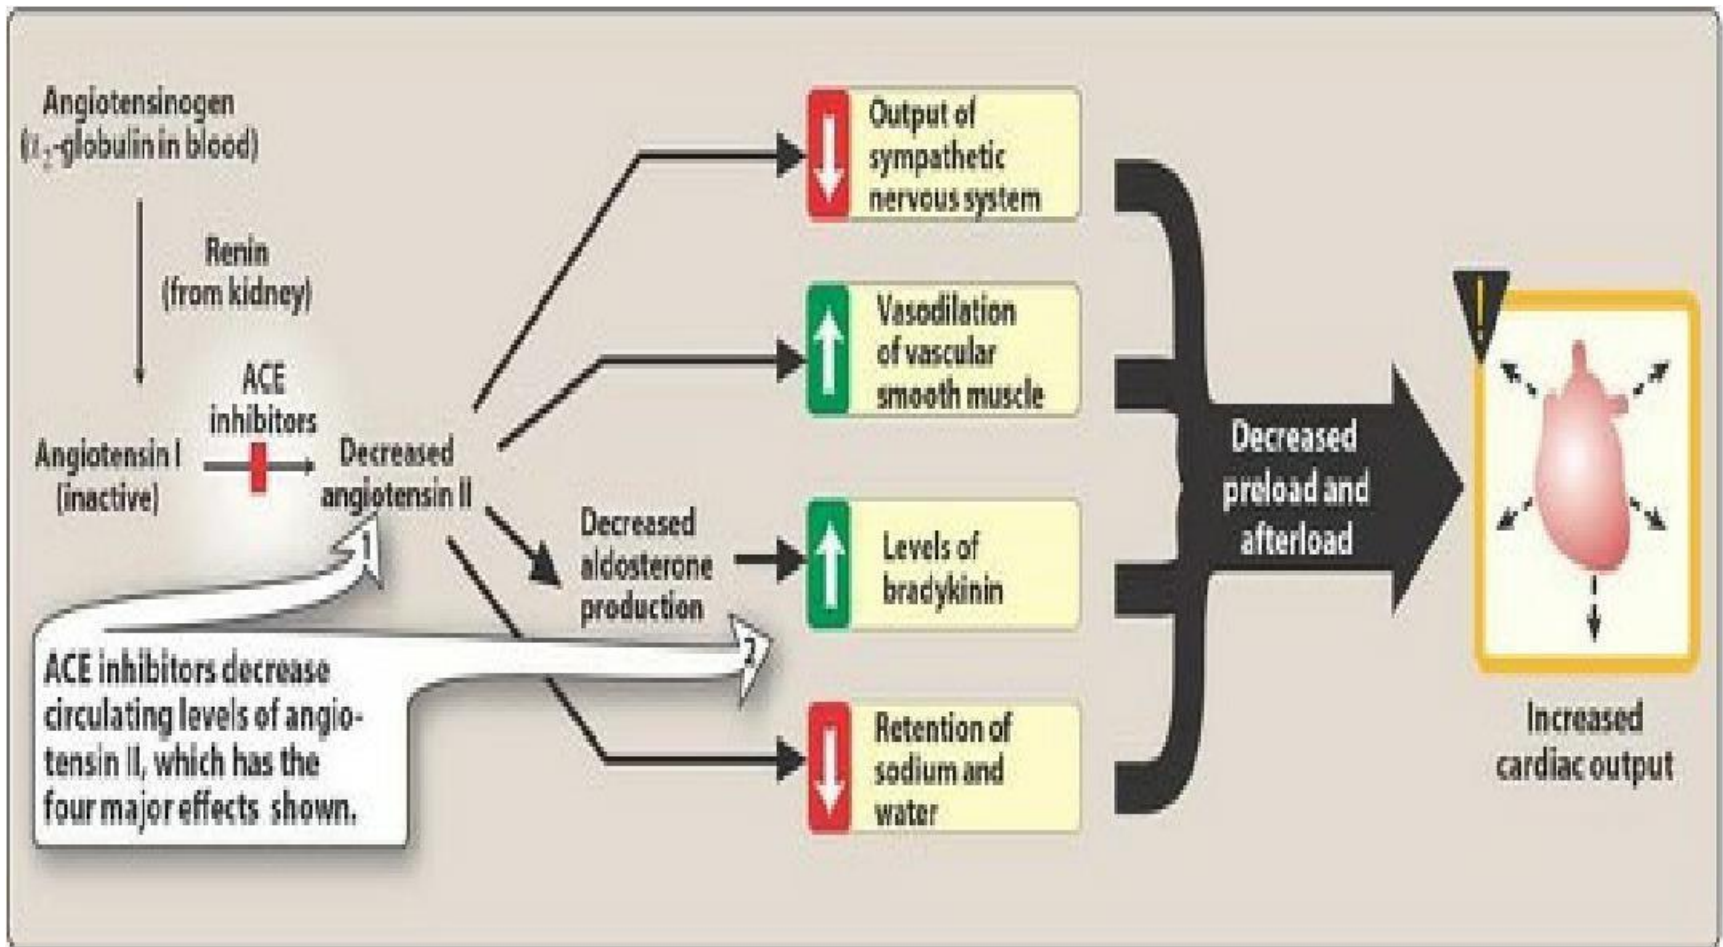 Angiotensinogen
(α₂-globulin in blood)
Renin
(from kidney)
ACE
inhibitors
Angiotensin I
(inactive)
Decreased
angiotensin II
1
Decreased
aldosterone
production
2
ACE inhibitors decrease
circulating levels of angio-
tensin II, which has the
four major effects shown.
Output of
sympathetic
nervous system
Vasodilation
of vascular
smooth muscle
Levels of
bradykinin
Retention of
sodium and
water
Decreased
preload and
afterload
!
Increased
cardiac output